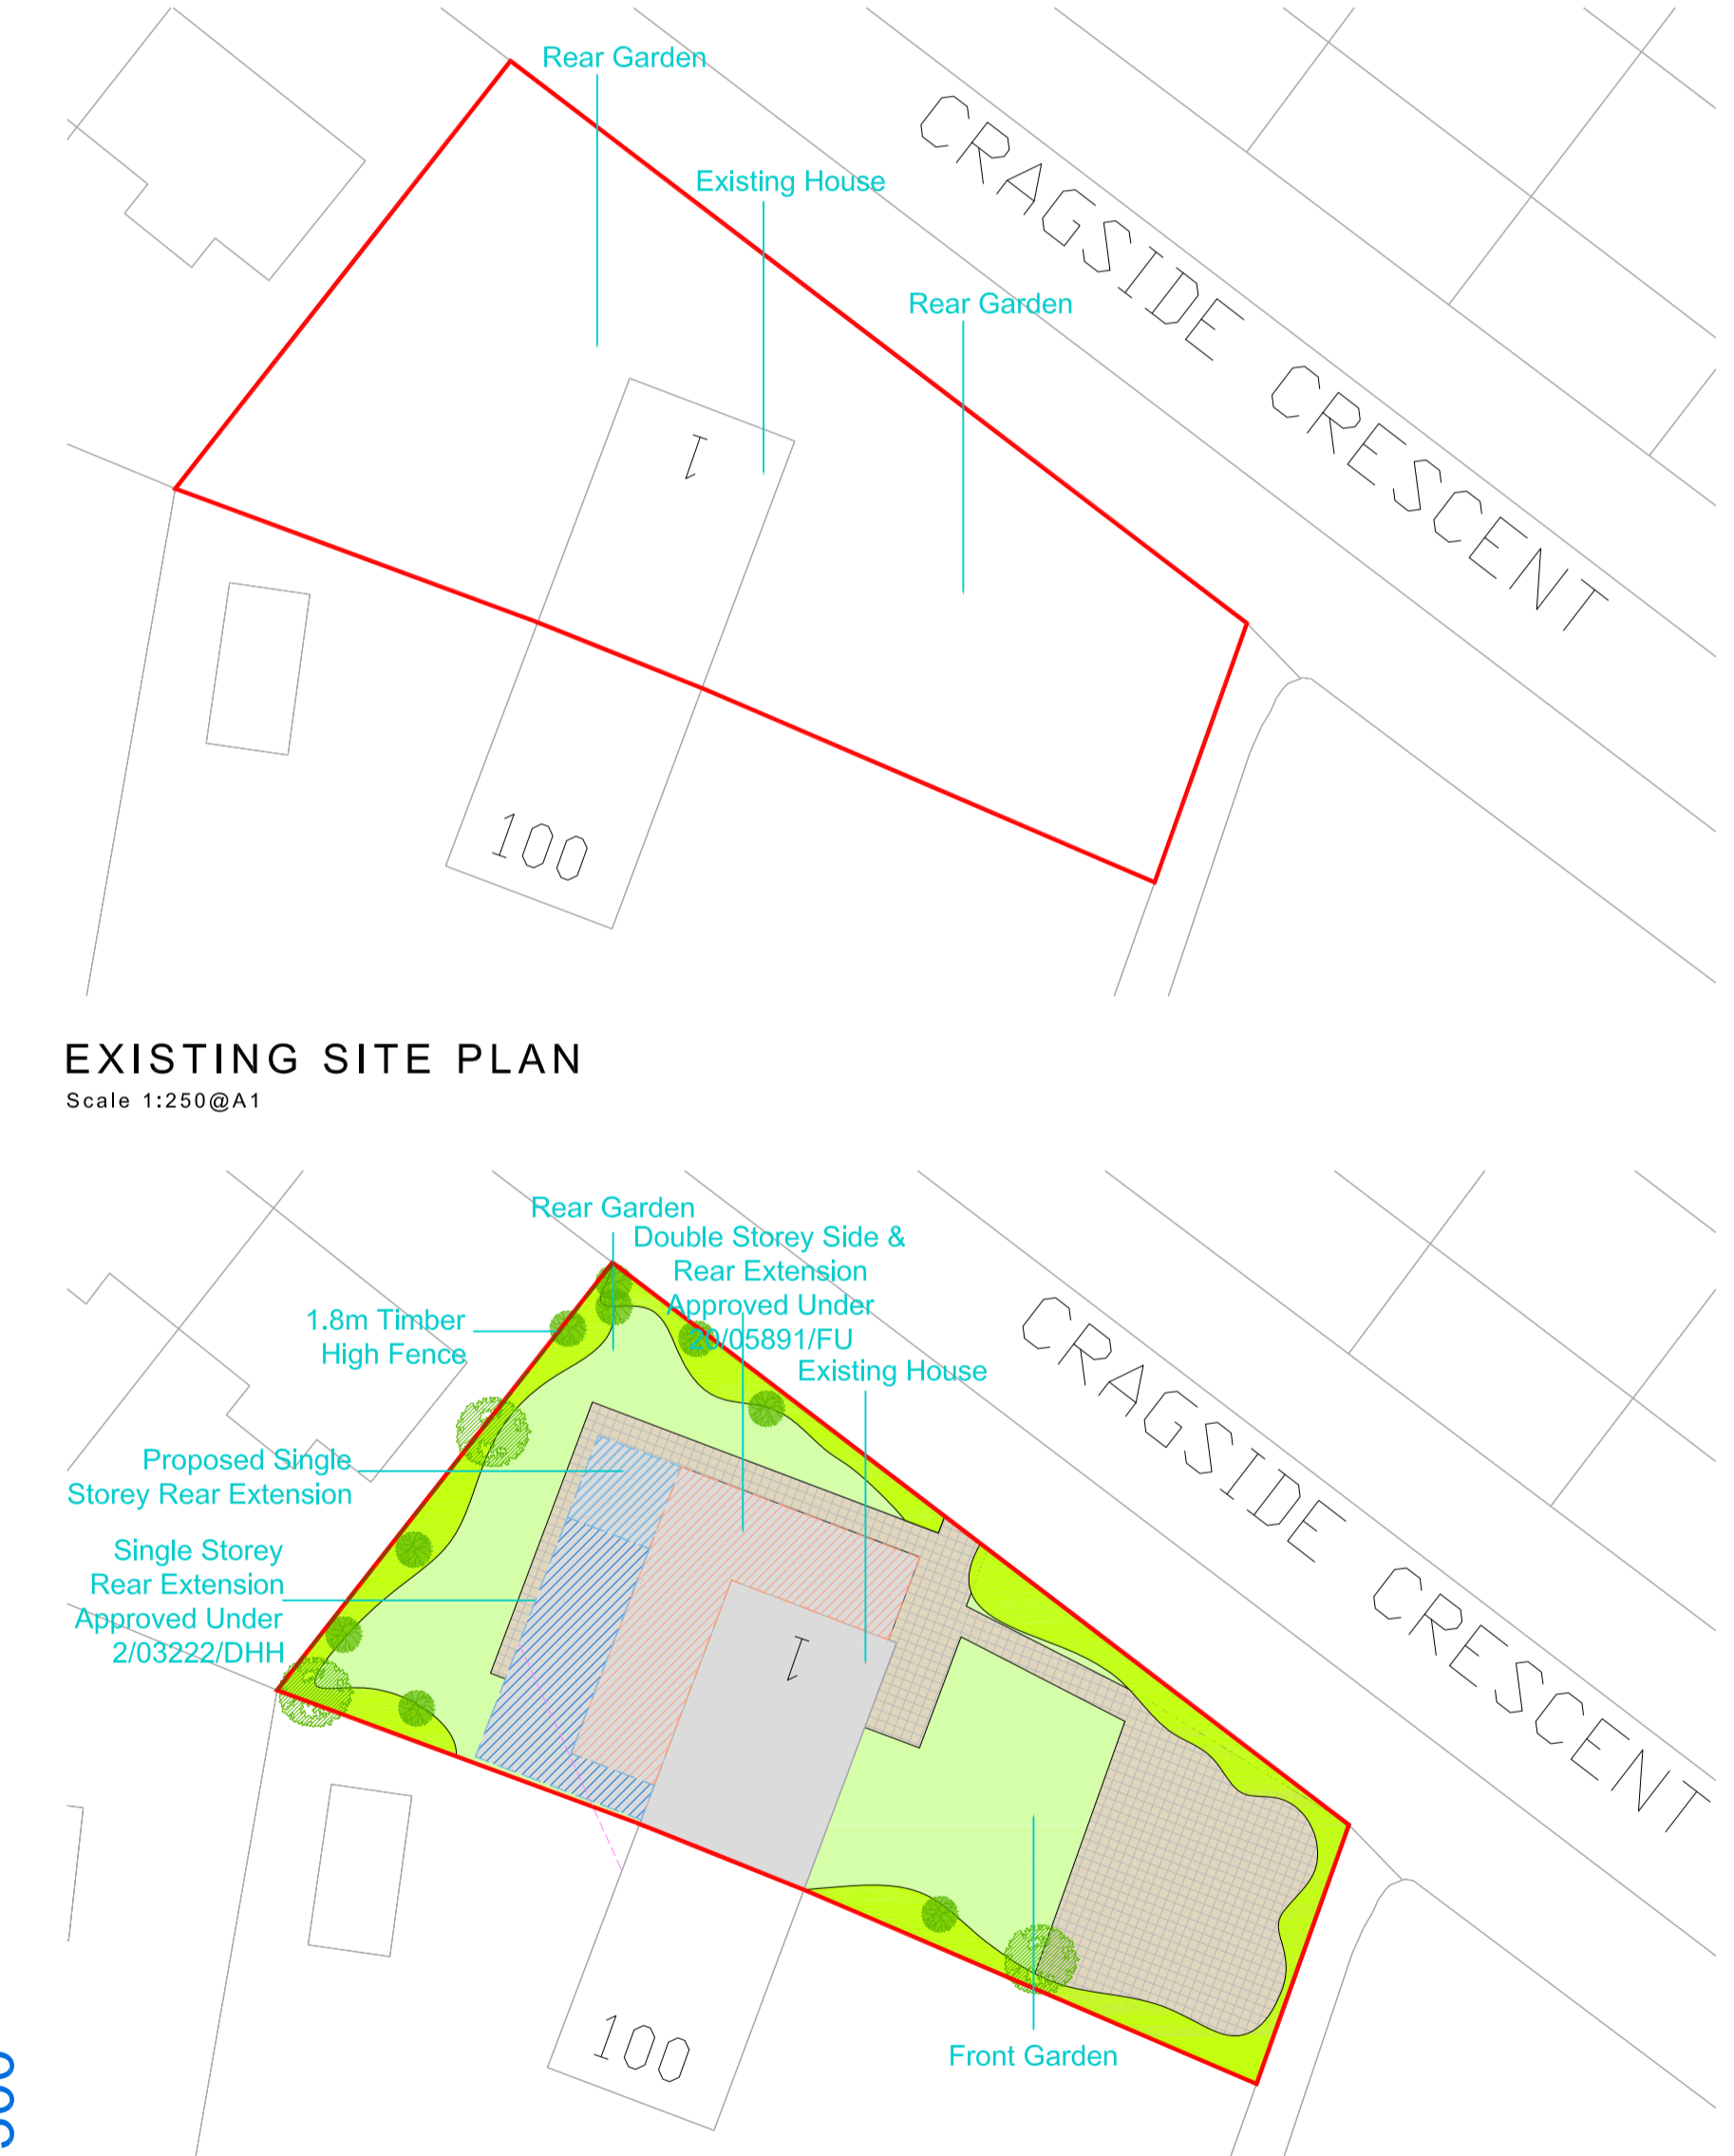 Rear Garden
CRAGSIDE CRESCENT
Existing House
Rear Garden
1
100
EXISTING SITE PLAN
Scale 1:250@A1
Rear Garden
Double Storey Side &
Rear Extension
Approved Under
20/05891/FU
1.8m Timber
High Fence
Existing House
CRAGSIDE CRESCENT
Proposed Single
Storey Rear Extension
Single Storey
Rear Extension
Approved Under
2/03222/DHH
1
100
Front Garden